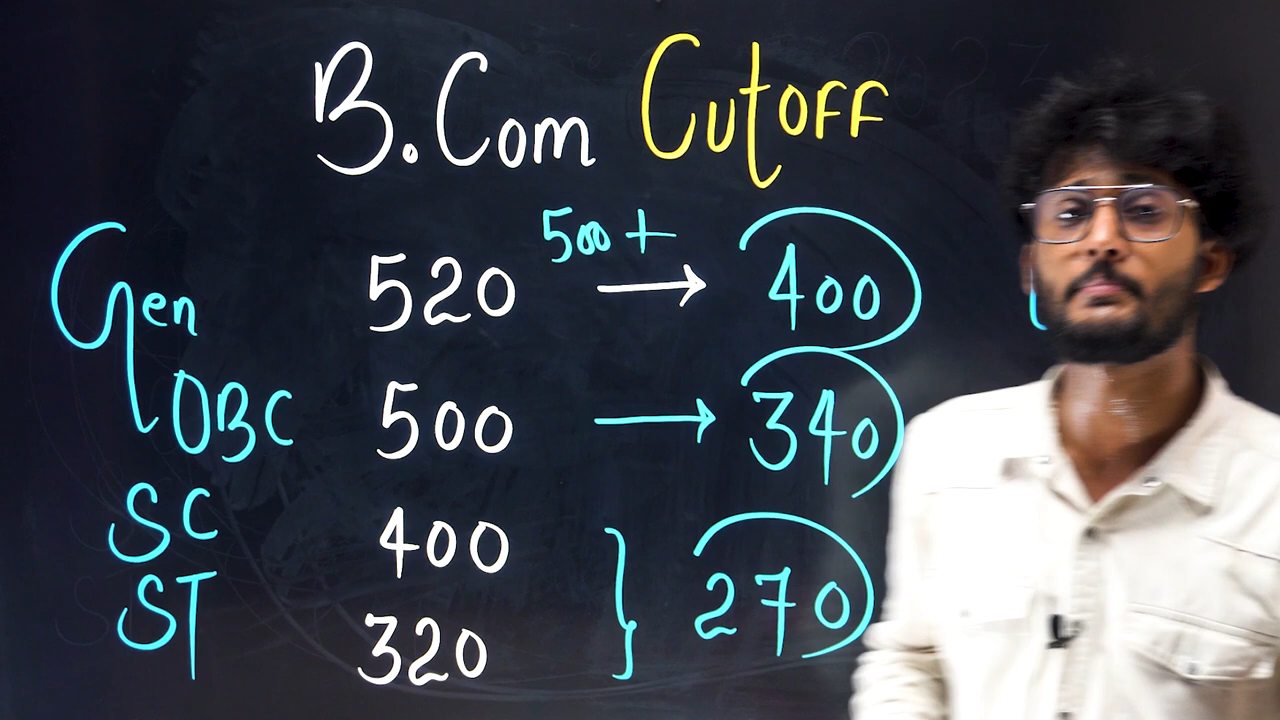 B.Com Cutoff
500+
Gen 520 → 400
OBC 500 → 340
SC 400 } 270
ST 320